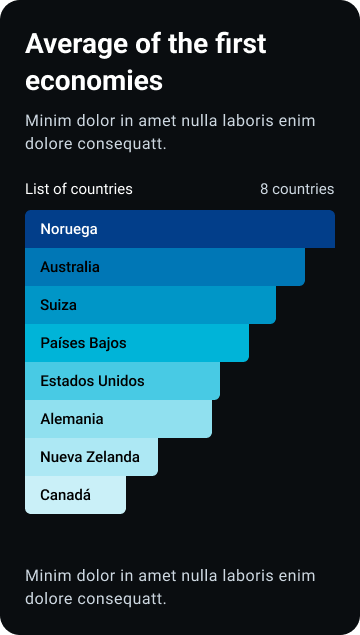 Average of the first
economies
Minim dolor in amet nulla laboris enim
dolore consequatt.
List of countries
8 countries
Noruega
Australia
Suiza
Países Bajos
Estados Unidos
Alemania
Nueva Zelanda
Canadá
Minim dolor in amet nulla laboris enim
dolore consequatt.